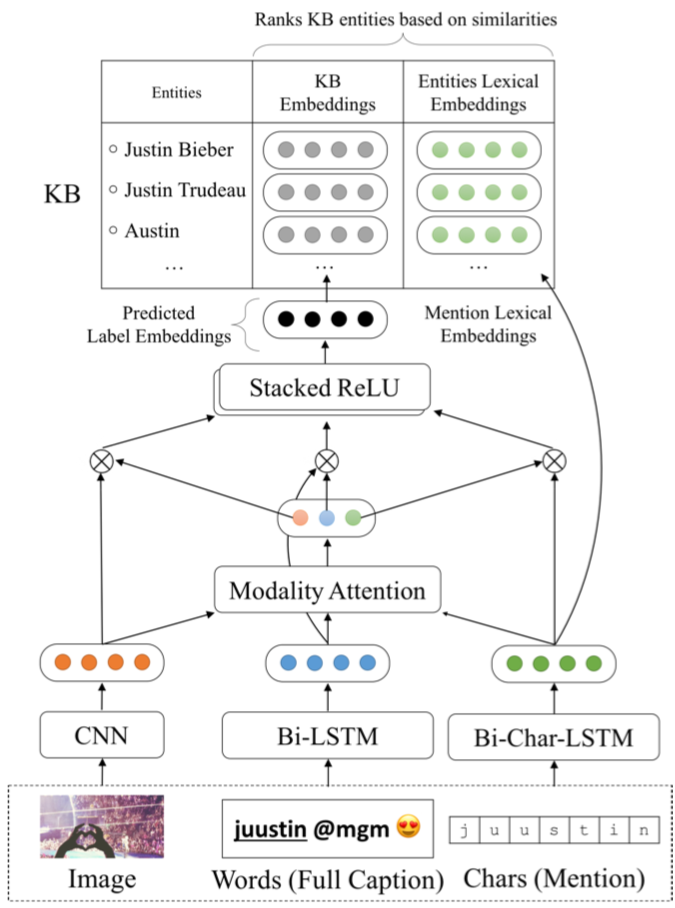 Ranks KB entities based on similarities
Entities
KB
Embeddings
Entities Lexical
Embeddings
KB
Justin Bieber
Justin Trudeau
Austin
...
...
...
Predicted
Label Embeddings
Mention Lexical
Embeddings
Stacked ReLU
Modality Attention
CNN
Bi-LSTM
Bi-Char-LSTM
juustin @mgm 😍
j u u s t i n
Image
Words (Full Caption)
Chars (Mention)